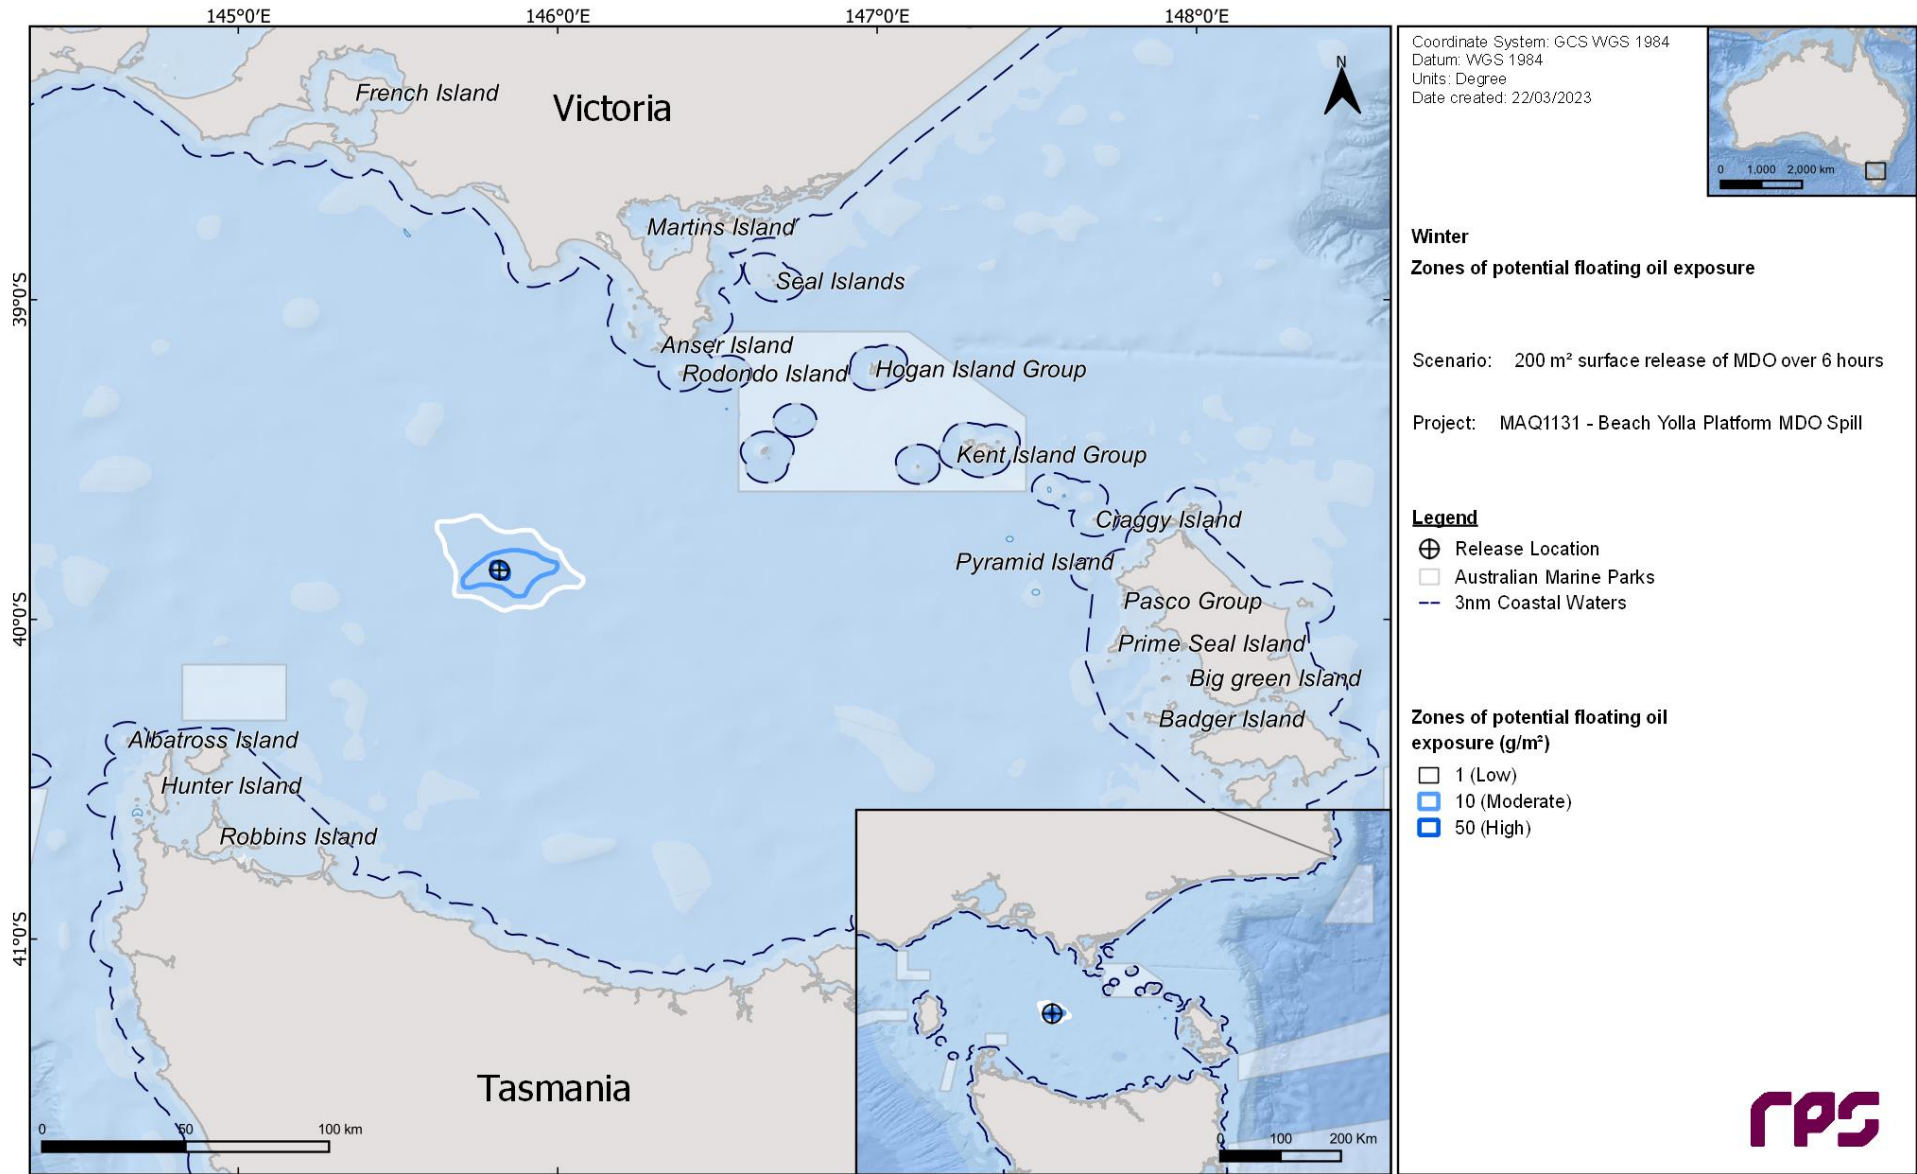 145°0'E
146°0'E
147°0'E
148°0'E
39°0'S
40°0'S
41°0'S
French Island
Victoria
N
Martins Island
Seal Islands
Anser Island
Rodondo Island
Hogan Island Group
Kent Island Group
Craggy Island
Pyramid Island
Pasco Group
Prime Seal Island
Big green Island
Badger Island
Albatross Island
Hunter Island
Robbins Island
Tasmania
0 50 100 km
0 100 200 Km
Coordinate System: GCS WGS 1984
Datum: WGS 1984
Units: Degree
Date created: 22/03/2023
0 1,000 2,000 km
Winter
Zones of potential floating oil exposure
Scenario: 200 m² surface release of MDO over 6 hours
Project: MAQ1131 - Beach Yolla Platform MDO Spill
Legend
Release Location
Australian Marine Parks
3nm Coastal Waters
Zones of potential floating oil
exposure (g/m²)
1 (Low)
10 (Moderate)
50 (High)
rps